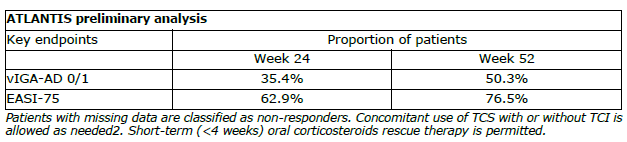 ATLANTIS preliminary analysis
Key endpoints Proportion of patients
Week 24 Week 52
vIGA-AD 0/1 35.4% 50.3%
EASI-75 62.9% 76.5%
Patients with missing data are classified as non-responders. Concomitant use of TCS with or without TCI is
allowed as needed2. Short-term (<4 weeks) oral corticosteroids rescue therapy is permitted.